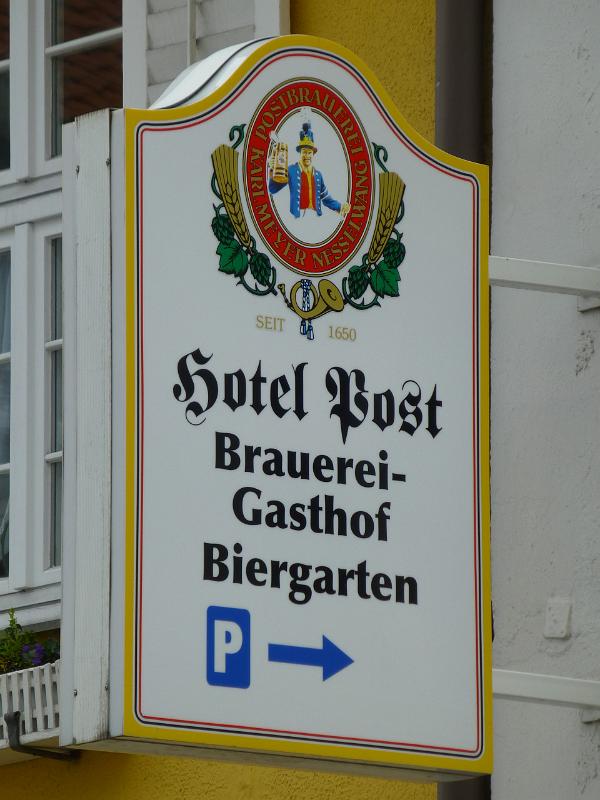 POSTBRAUEREI
KARL MEYER NESSELWANG
SEIT 1650
Hotel Post
Brauerei-
Gasthof
Biergarten
P